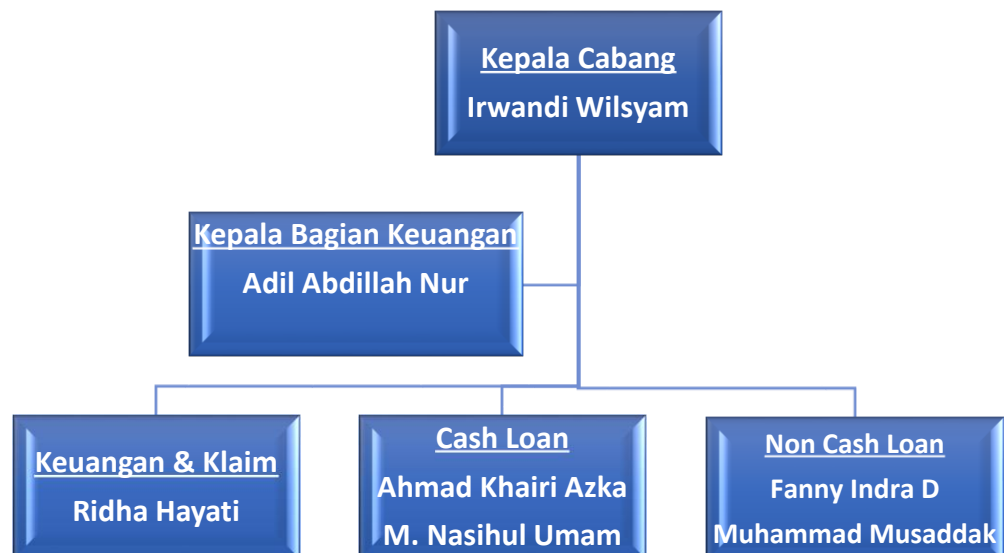 Kepala Cabang
Irwandi Wilsyam
Kepala Bagian Keuangan
Adil Abdillah Nur
Keuangan & Klaim
Ridha Hayati
Cash Loan
Ahmad Khairi Azka
M. Nasihul Umam
Non Cash Loan
Fanny Indra D
Muhammad Musaddak